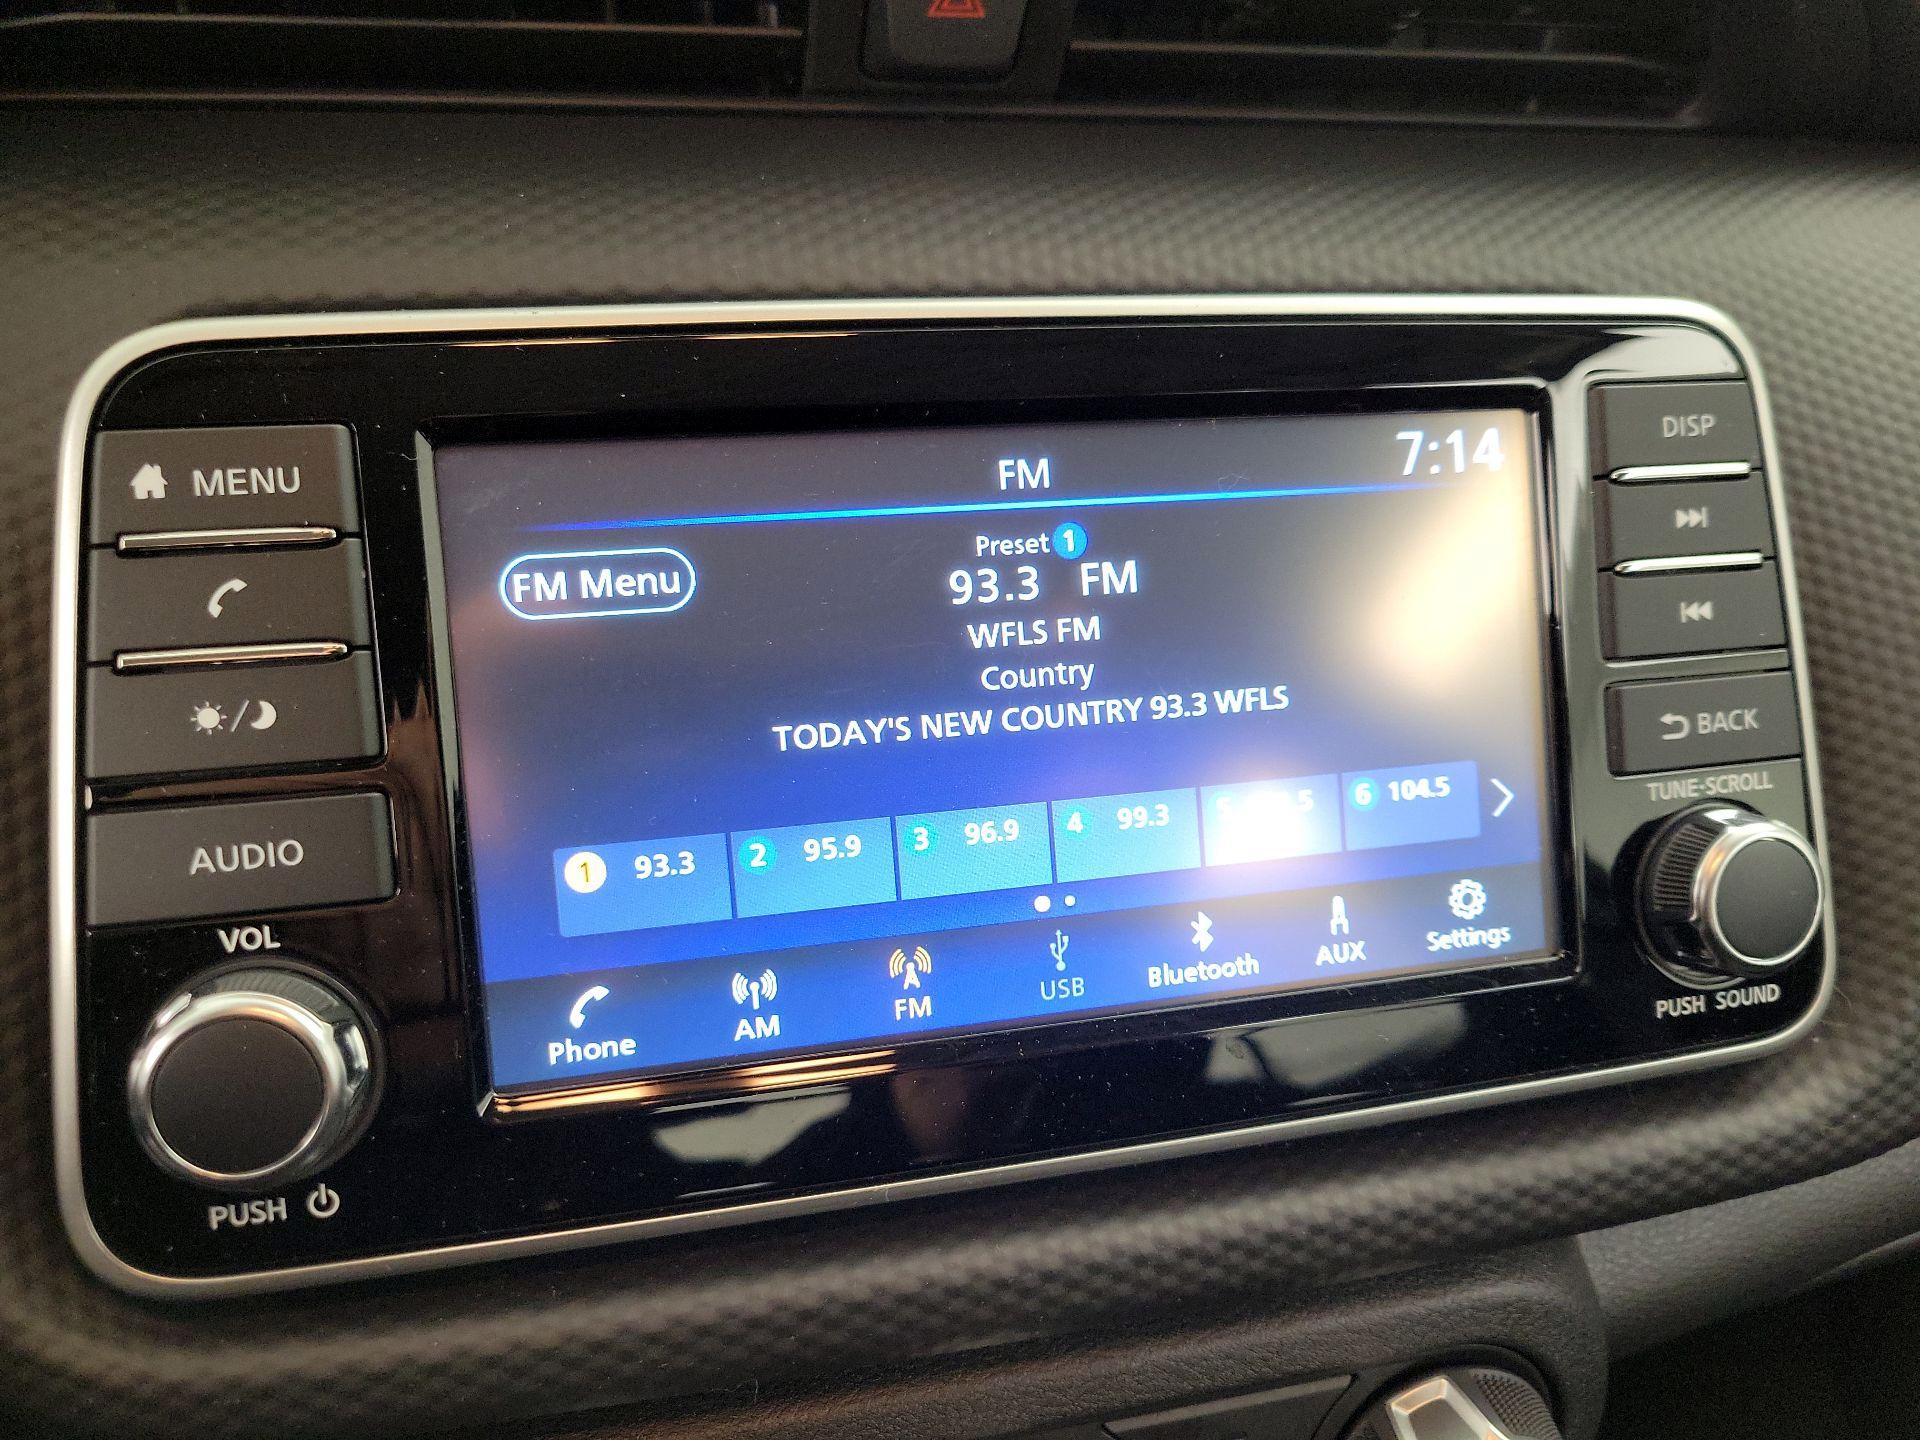 MENU
AUDIO
VOL
PUSH
FM
7:14
FM Menu
Preset 1
93.3 FM
WFLS FM
Country
TODAY'S NEW COUNTRY 93.3 WFLS
1 93.3
2 95.9
3 96.9
4 99.3
5
6 104.5
Phone
AM
FM
USB
Bluetooth
AUX
Settings
DISP
BACK
TUNE·SCROLL
PUSH SOUND